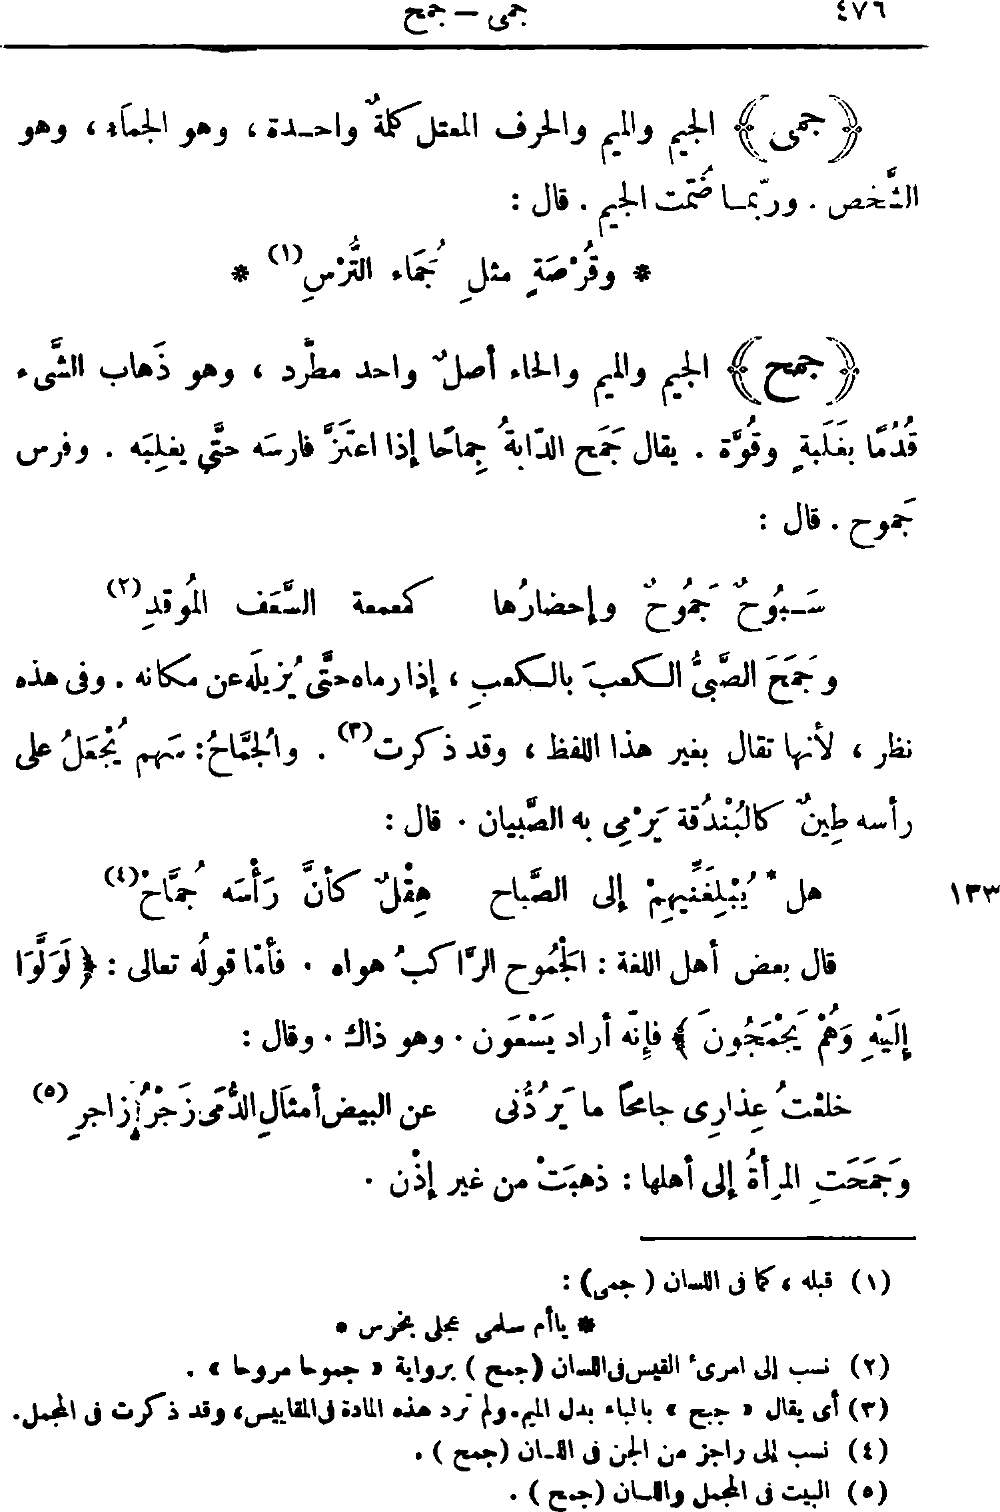 ٤٧٦
جمى — جمح
﴿جمى﴾ الجيم والميم والحرف المعتل كلمةٌ واحدة ، وهو الجمَاء ، وهو
الشَّخص . وربّما ضُمّت الجيم . قال :
* وقُرْصَةٍ مثلِ جُمَاء التُّرْسِ(١) *
﴿جمح﴾ الجيم والميم والحاء أصلٌ واحد مطَّرد ، وهو ذَهاب الشَّىء
قُدُمًا بغَلَبةٍ وقُوَّة . يقال جَمَح الدّابةُ جِماحًا إذا اعتَزَّ فارسَه حتَّى يغلِبَه . وفرس
جَموح . قال :
سَبُوحٌ جَمُوحٌ وإحضارُها كمعمعة السَّعَف المُوقدِ(٢)
وجَمَحَ الصَّبىُّ الكعبَ بالكعبِ ، إذا رماه حتَّى يُزيلَه عن مكانه . وفى هذه
نظر ، لأنها تقال بغير هذا اللفظ ، وقد ذكرت(٣) . والجُمَّاحُ: سَهم يُجْعَلُ على
رأسه طِينٌ كالبُنْدُقة يَرْمِى به الصِّبيان . قال :
هل * يُبْلِغَنِّيهِمْ إلى الصَّباح هِقْلٌ كأنَّ رَأْسَه جُمَّاحْ(٤)
١٣٣
قال بعض أهل اللغة : الجْمُوح الرَّاكبُ هواه . فأمّا قولُه تعالى : ﴿ لَوَلَّوْا
إِلَيْهِ وَهُمْ يَجْمَحُونَ ﴾ فإنّه أراد يَسْعَون . وهو ذاك . وقال :
خلعْتُ عِذارِى جامحًا ما يَرُدُّنى عن البيض أمثالِ الدُّمَى زَجْرُ زاجرِ(٥)
وجَمَحَتِ المرأةُ إلى أهلها : ذهبَتْ من غير إذْن .
(١) قبله ، كما فى اللسان ( جمى ) :
* ياأم سلمى عجلى بخرس *
(٢) نسب إلى امرئ القيس فى اللسان ( جمح ) برواية « جموحا مروحا » .
(٣) أى يقال « جبح » بالباء بدل الميم . ولم ترد هذه المادة فى المقاييس، وقد ذكرت فى المجمل.
(٤) نسب إلى راجز من الجن فى اللسان ( جمح ) .
(٥) البيت فى المجمل واللسان ( جمح ) .